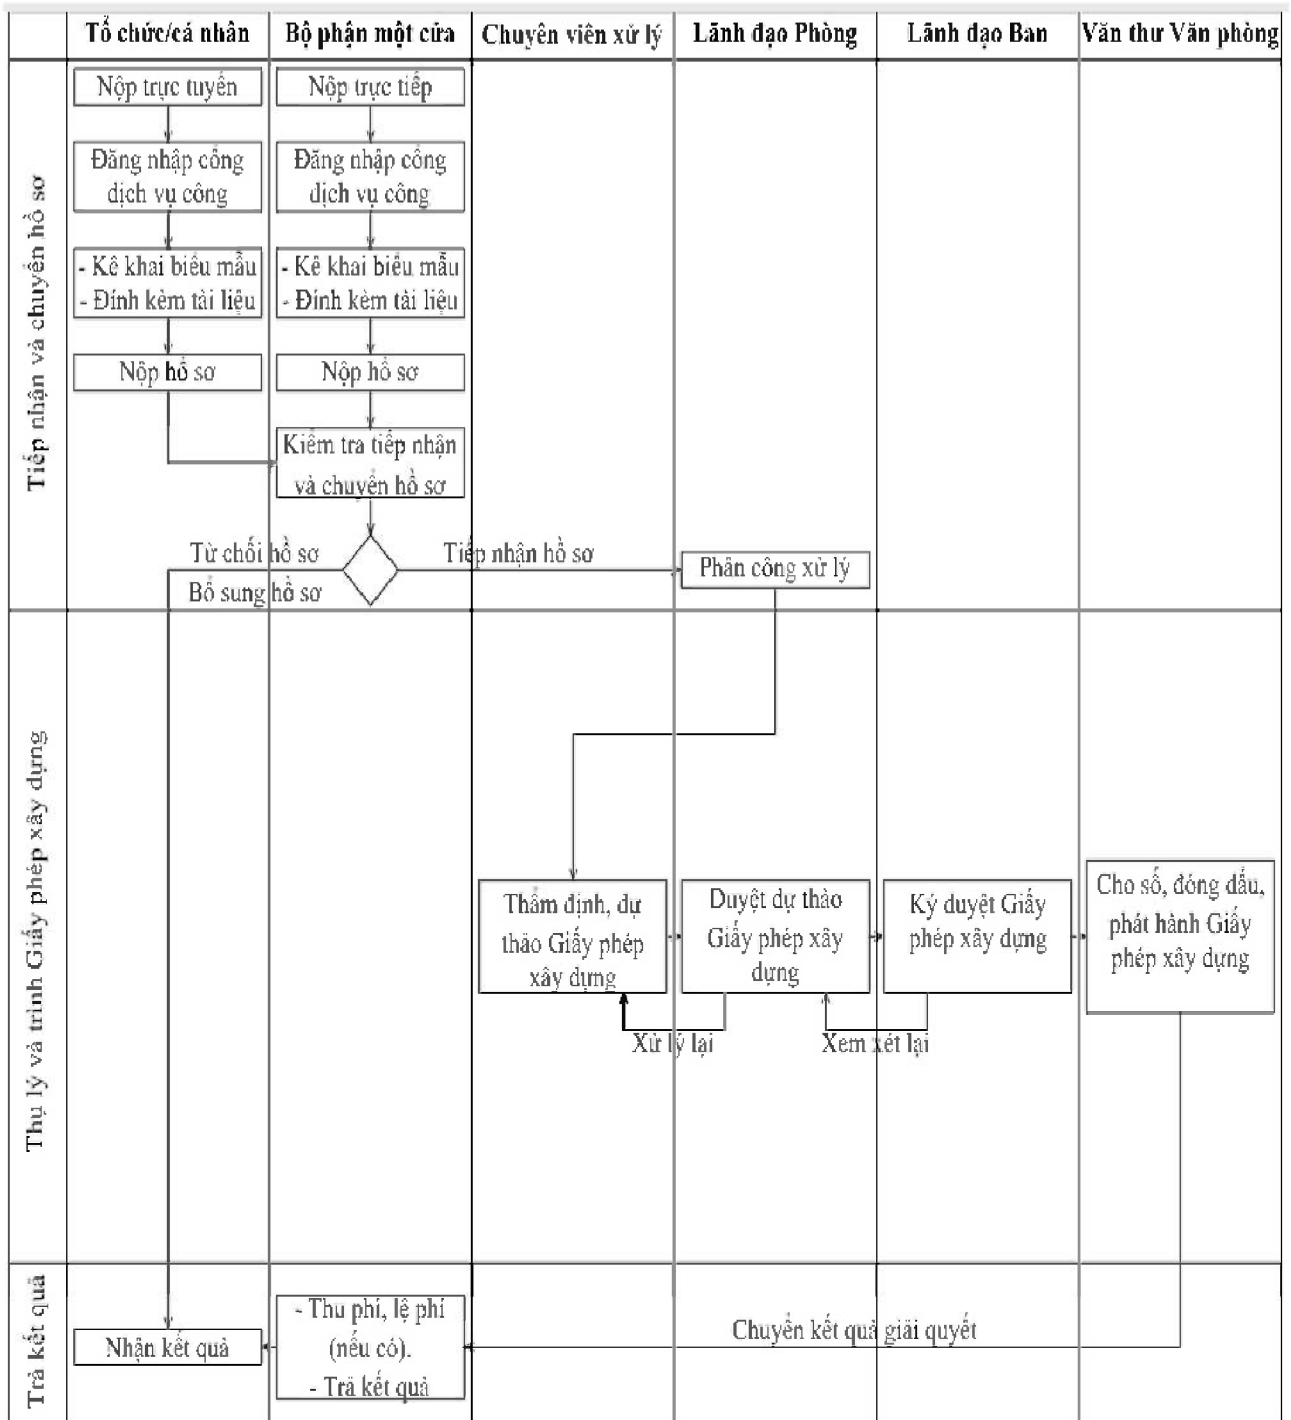 Tổ chức/cá nhân
Bộ phận một cửa
Chuyên viên xử lý
Lãnh đạo Phòng
Lãnh đạo Ban
Văn thư Văn phòng
Tiếp nhận và chuyển hồ sơ
Nộp trực tuyến
Nộp trực tiếp
Đăng nhập cổng
dịch vụ công
Đăng nhập cổng
dịch vụ công
- Kê khai biểu mẫu
- Đính kèm tài liệu
- Kê khai biểu mẫu
- Đính kèm tài liệu
Nộp hồ sơ
Nộp hồ sơ
Kiểm tra tiếp nhận
và chuyển hồ sơ
Từ chối hồ sơ
Bổ sung hồ sơ
Tiếp nhận hồ sơ
Phân công xử lý
Thụ lý và trình Giấy phép xây dựng
Thẩm định, dự
thảo Giấy phép
xây dựng
Duyệt dự thảo
Giấy phép xây
dựng
Ký duyệt Giấy
phép xây dựng
Cho số, đóng dấu,
phát hành Giấy
phép xây dựng
Xử lý lại
Xem xét lại
Trả kết quả
Nhận kết quả
- Thu phí, lệ phí
(nếu có).
- Trả kết quả
Chuyển kết quả giải quyết